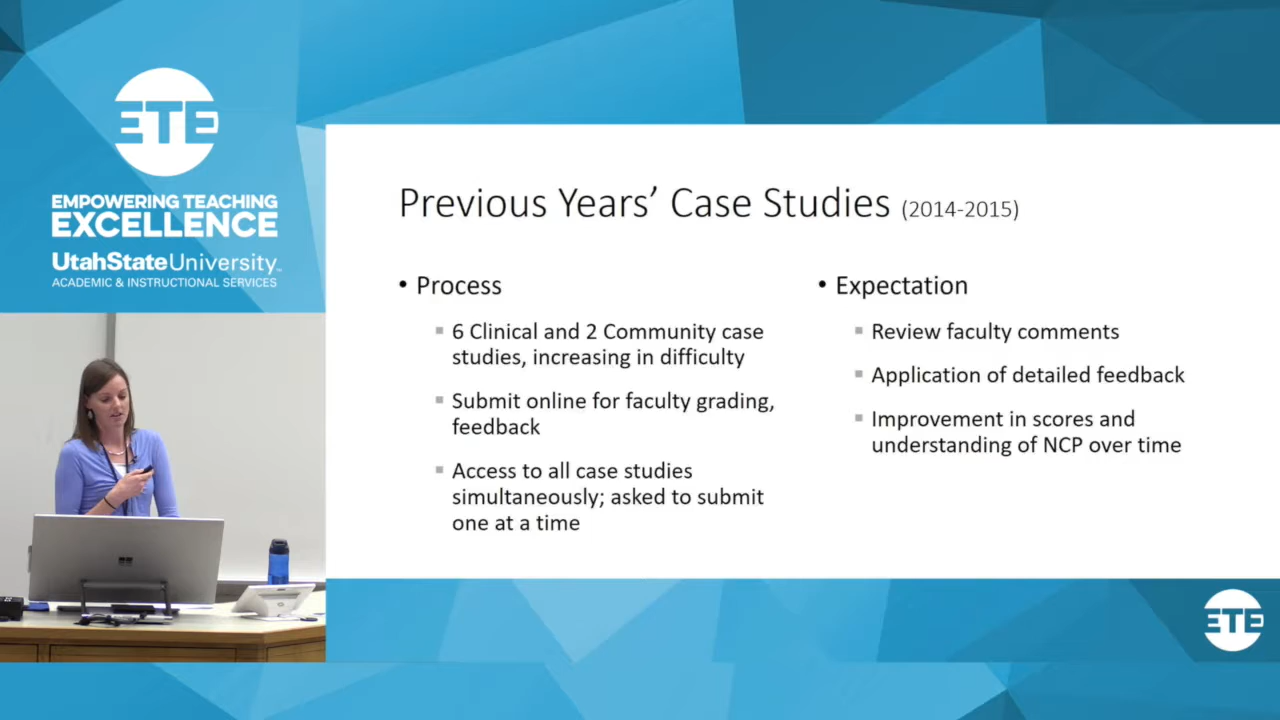 ETE
EMPOWERING TEACHING
EXCELLENCE
UtahStateUniversity
ACADEMIC & INSTRUCTIONAL SERVICES
Previous Years’ Case Studies (2014-2015)
• Process
6 Clinical and 2 Community case
studies, increasing in difficulty
Submit online for faculty grading,
feedback
Access to all case studies
simultaneously; asked to submit
one at a time
• Expectation
Review faculty comments
Application of detailed feedback
Improvement in scores and
understanding of NCP over time
ETE